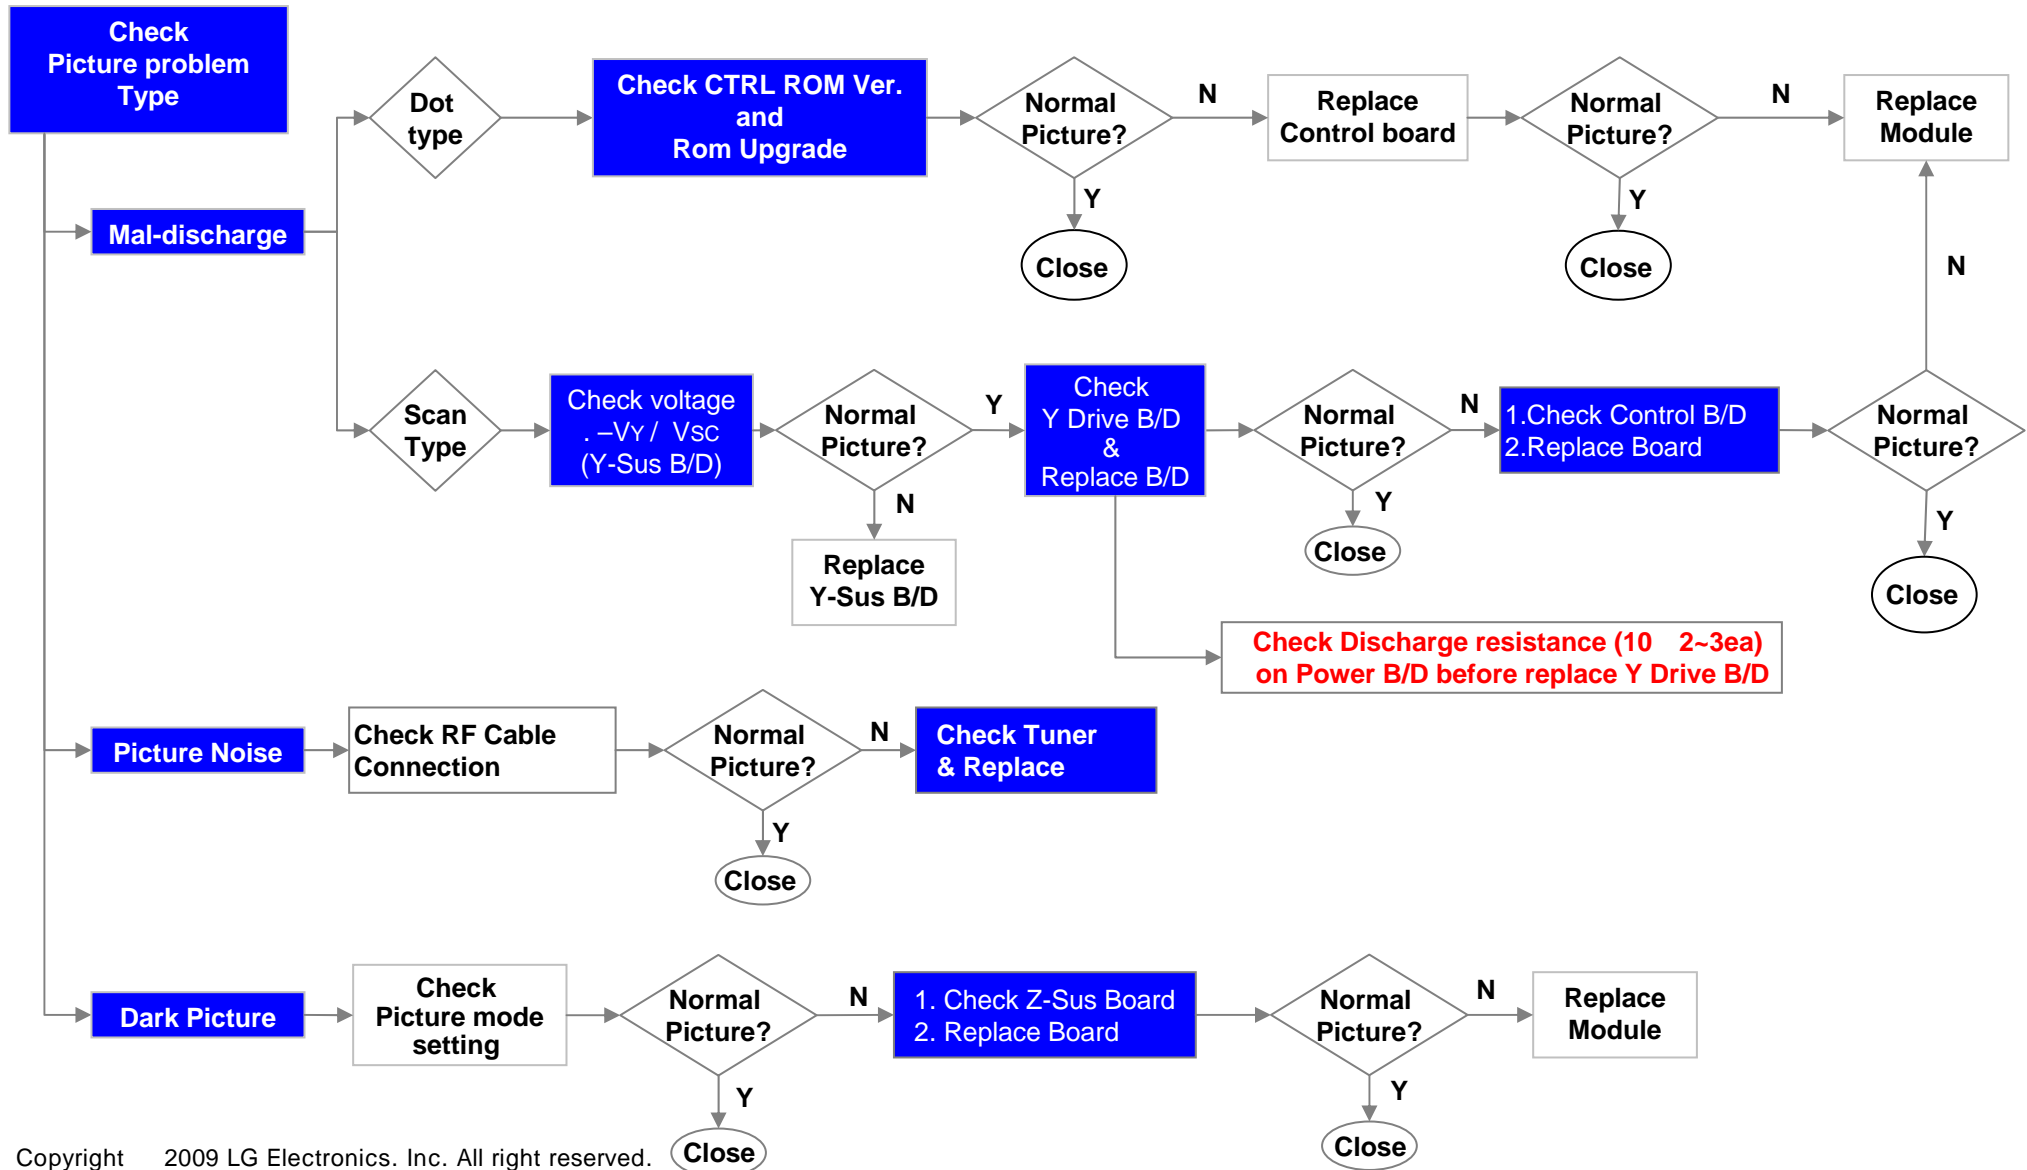 Check
Picture problem
Type
Dot
type
Check CTRL ROM Ver.
and
Rom Upgrade
Normal
Picture?
N
Replace
Control board
Normal
Picture?
N
Replace
Module
Y
Close
Y
Close
N
Mal-discharge
Scan
Type
Check voltage
. –VY / VSC
(Y-Sus B/D)
Normal
Picture?
Y
Check
Y Drive B/D
&
Replace B/D
Normal
Picture?
N
1.Check Control B/D
2.Replace Board
Normal
Picture?
N
Replace
Y-Sus B/D
Y
Close
Y
Close
Check Discharge resistance (10 2~3ea)
on Power B/D before replace Y Drive B/D
Picture Noise
Check RF Cable
Connection
Normal
Picture?
N
Check Tuner
& Replace
Y
Close
Dark Picture
Check
Picture mode
setting
Normal
Picture?
N
1. Check Z-Sus Board
2. Replace Board
Normal
Picture?
N
Replace
Module
Y
Close
Y
Close
Copyright 2009 LG Electronics. Inc. All right reserved.